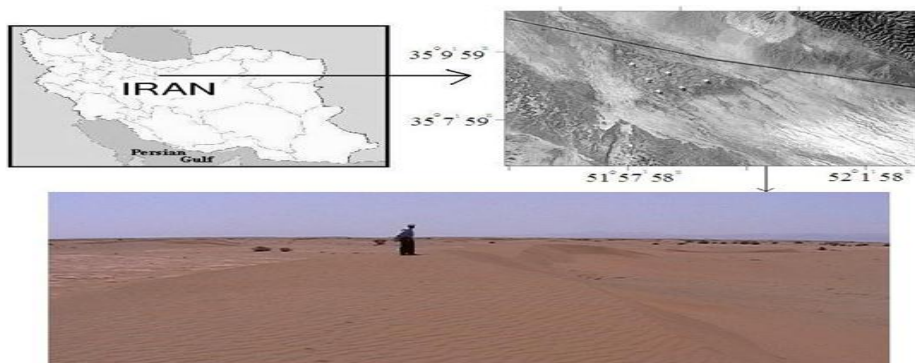 IRAN
Persian
Gulf
35° 9' 59"
35° 7' 59"
51° 57' 58"
52° 1' 58"